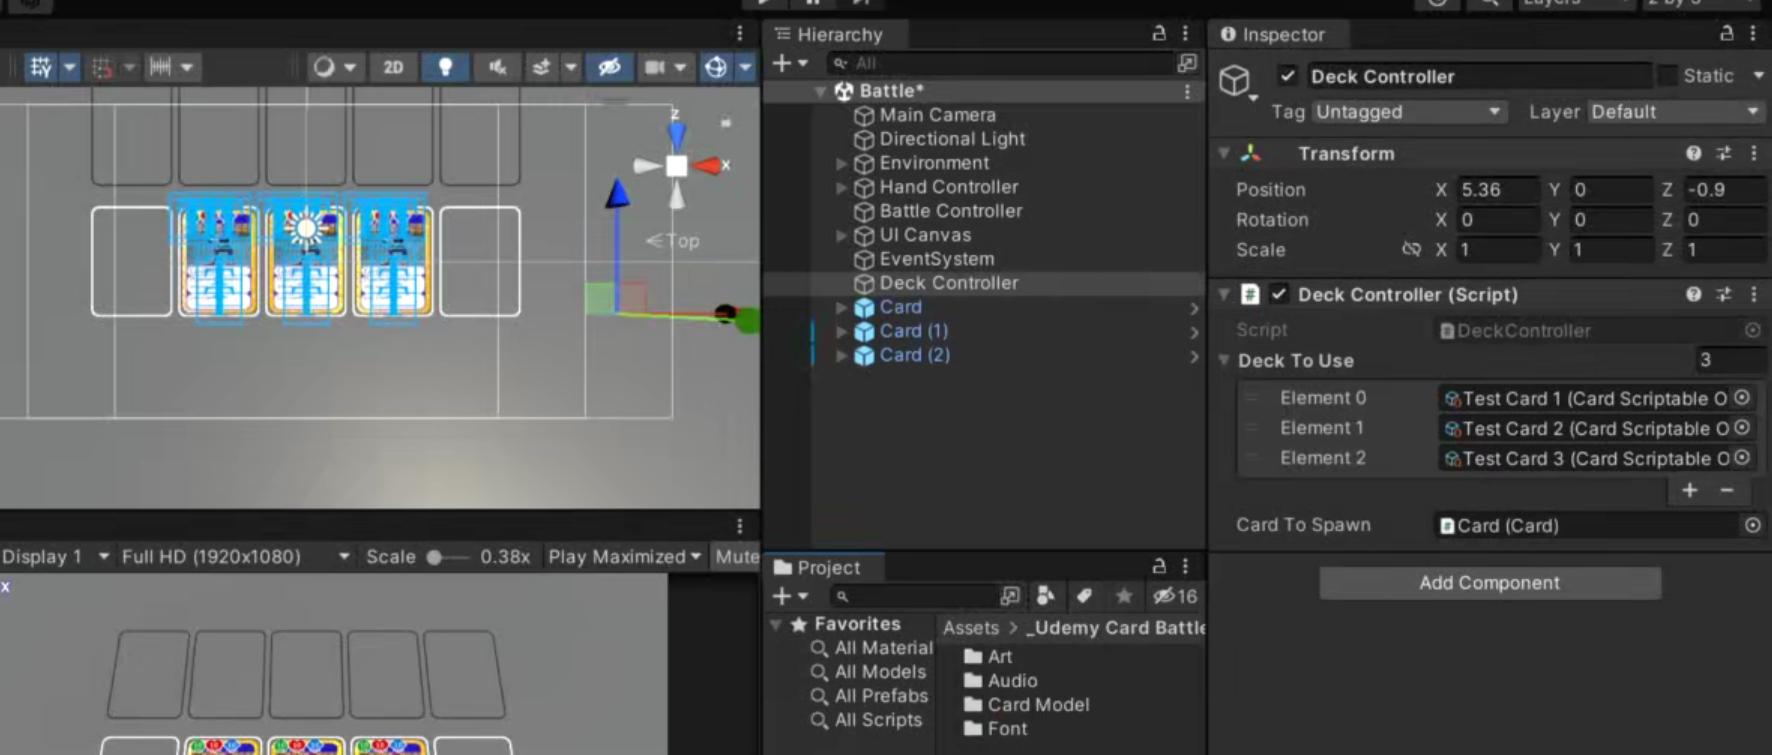 Layers
Hierarchy
All
Battle*
Main Camera
Directional Light
Environment
Hand Controller
Battle Controller
UI Canvas
EventSystem
Deck Controller
Card
Card (1)
Card (2)
2D
z
x
Top
Display 1
Full HD (1920x1080)
Scale
0.38x
Play Maximized
Mute
x
Project
16
Favorites
All Material
All Models
All Prefabs
All Scripts
Assets > _Udemy Card Battle
Art
Audio
Card Model
Font
Inspector
Deck Controller
Static
Tag Untagged
Layer Default
Transform
Position X 5.36 Y 0 Z -0.9
Rotation X 0 Y 0 Z 0
Scale X 1 Y 1 Z 1
Deck Controller (Script)
Script DeckController
Deck To Use 3
Element 0 Test Card 1 (Card Scriptable O
Element 1 Test Card 2 (Card Scriptable O
Element 2 Test Card 3 (Card Scriptable O
+ −
Card To Spawn Card (Card)
Add Component